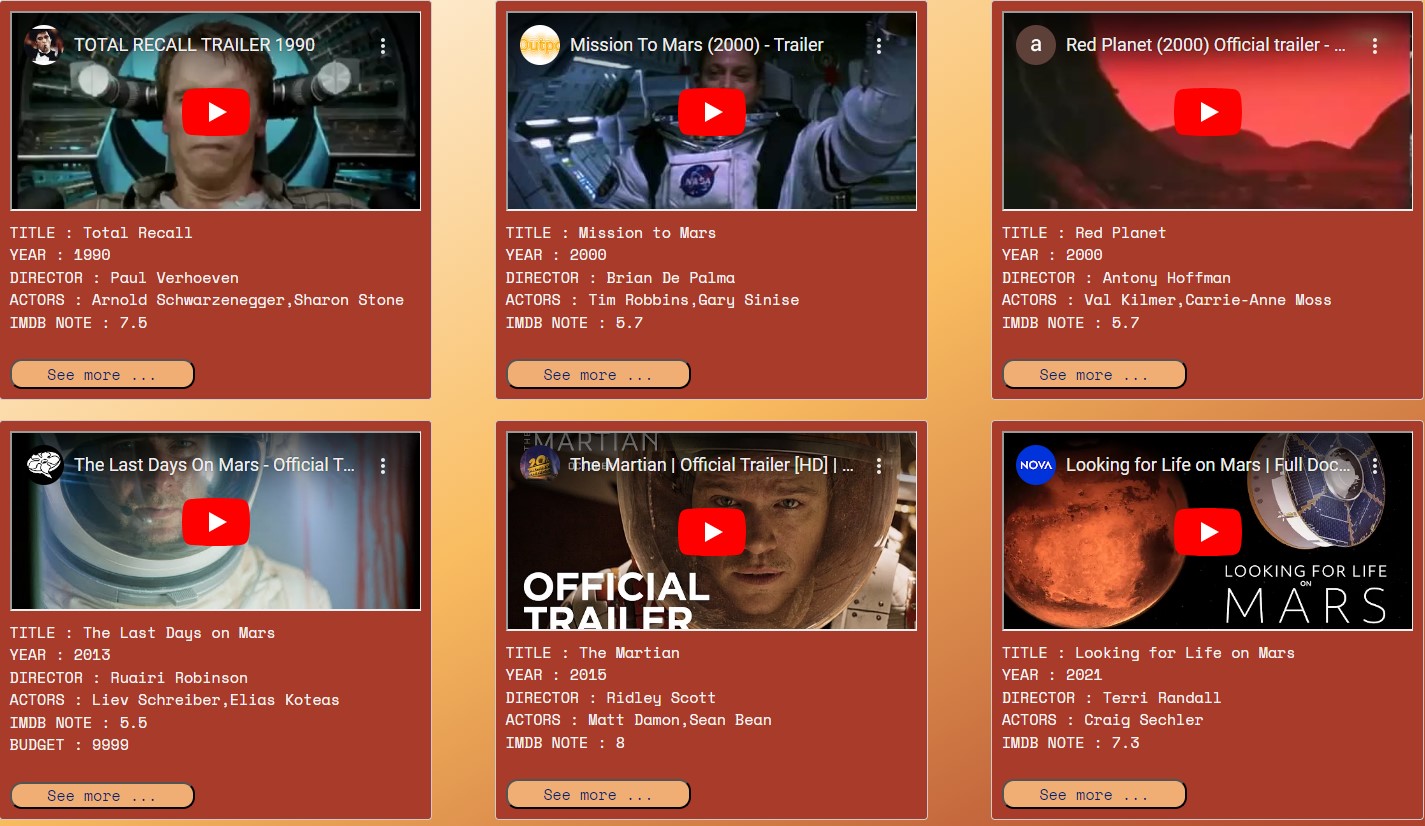 TOTAL RECALL TRAILER 1990
TITLE : Total Recall
YEAR : 1990
DIRECTOR : Paul Verhoeven
ACTORS : Arnold Schwarzenegger,Sharon Stone
IMDB NOTE : 7.5
See more ...
Outpo
Mission To Mars (2000) - Trailer
NASA
TITLE : Mission to Mars
YEAR : 2000
DIRECTOR : Brian De Palma
ACTORS : Tim Robbins,Gary Sinise
IMDB NOTE : 5.7
See more ...
a
Red Planet (2000) Official trailer - ...
TITLE : Red Planet
YEAR : 2000
DIRECTOR : Antony Hoffman
ACTORS : Val Kilmer,Carrie-Anne Moss
IMDB NOTE : 5.7
See more ...
The Last Days On Mars - Official T...
TITLE : The Last Days on Mars
YEAR : 2013
DIRECTOR : Ruairi Robinson
ACTORS : Liev Schreiber,Elias Koteas
IMDB NOTE : 5.5
BUDGET : 9999
See more ...
THE MARTIAN
20
The Martian | Official Trailer [HD] | ...
OFFICIAL
TRAILER
TITLE : The Martian
YEAR : 2015
DIRECTOR : Ridley Scott
ACTORS : Matt Damon,Sean Bean
IMDB NOTE : 8
See more ...
NOVA
Looking for Life on Mars | Full Doc...
LOOKING FOR LIFE
ON
MARS
TITLE : Looking for Life on Mars
YEAR : 2021
DIRECTOR : Terri Randall
ACTORS : Craig Sechler
IMDB NOTE : 7.3
See more ...